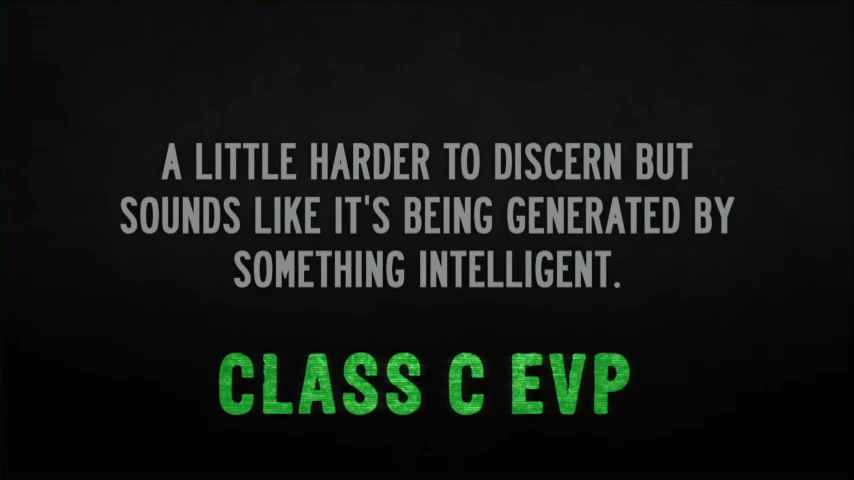 A LITTLE HARDER TO DISCERN BUT
SOUNDS LIKE IT'S BEING GENERATED BY
SOMETHING INTELLIGENT.
CLASS C EVP